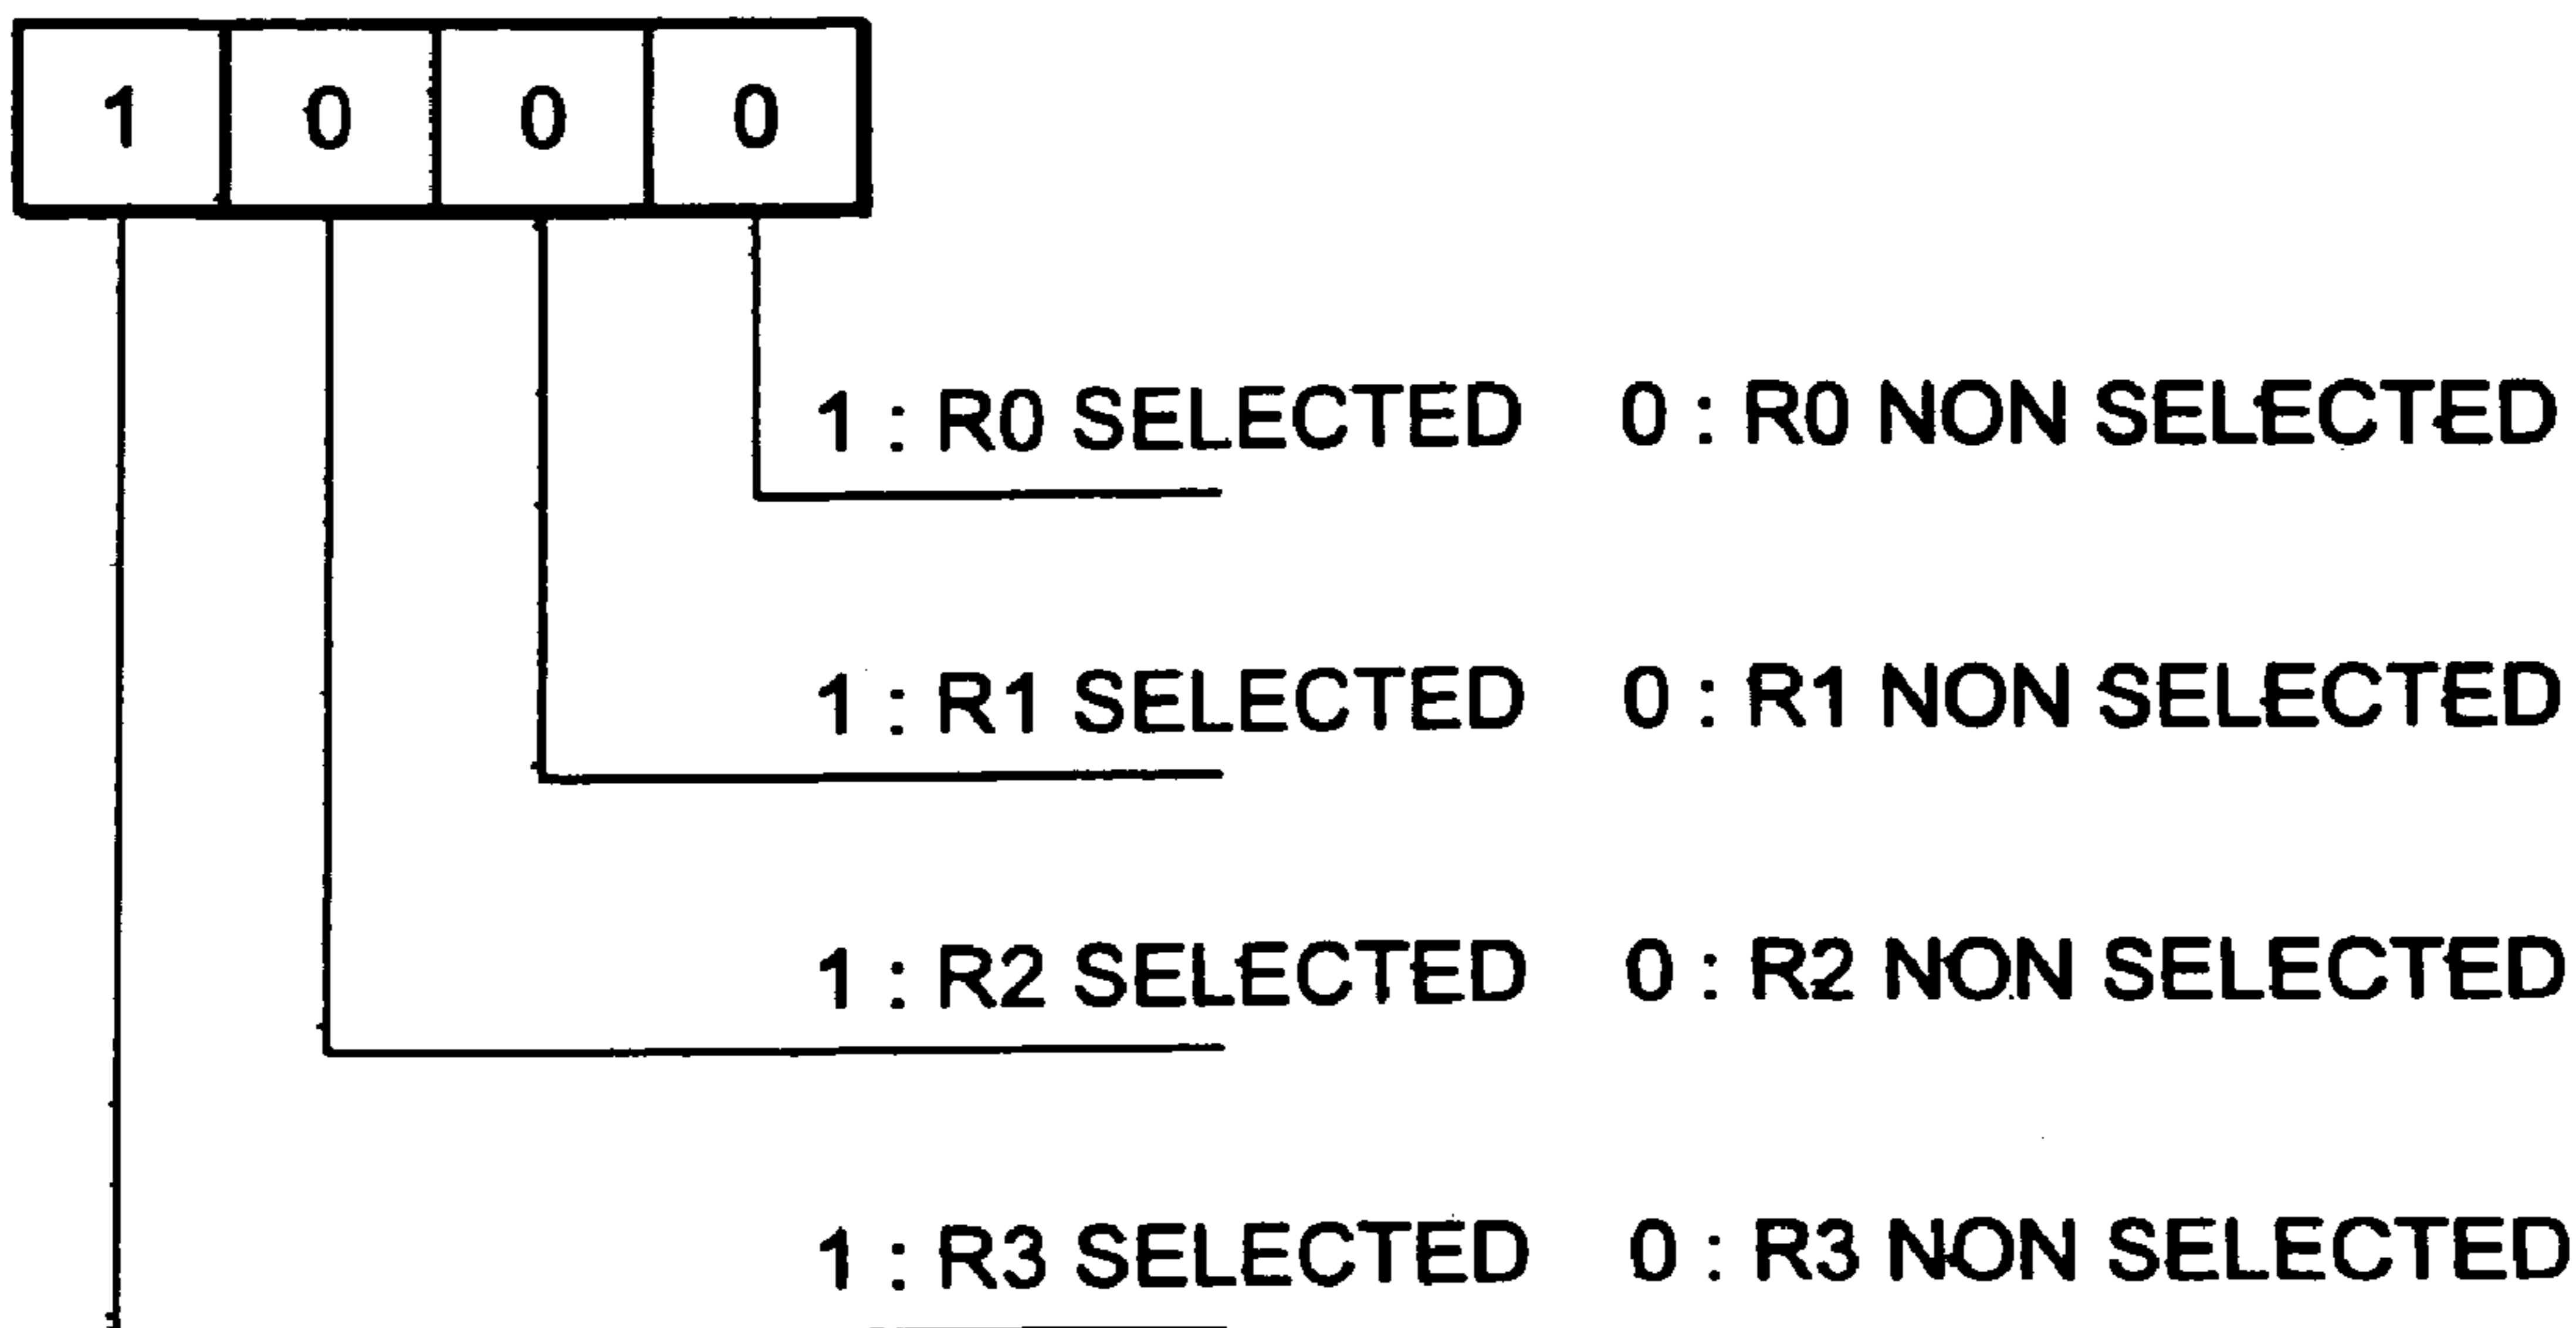 1 0 0 0
1 : R0 SELECTED 0 : R0 NON SELECTED
1 : R1 SELECTED 0 : R1 NON SELECTED
1 : R2 SELECTED 0 : R2 NON SELECTED
1 : R3 SELECTED 0 : R3 NON SELECTED